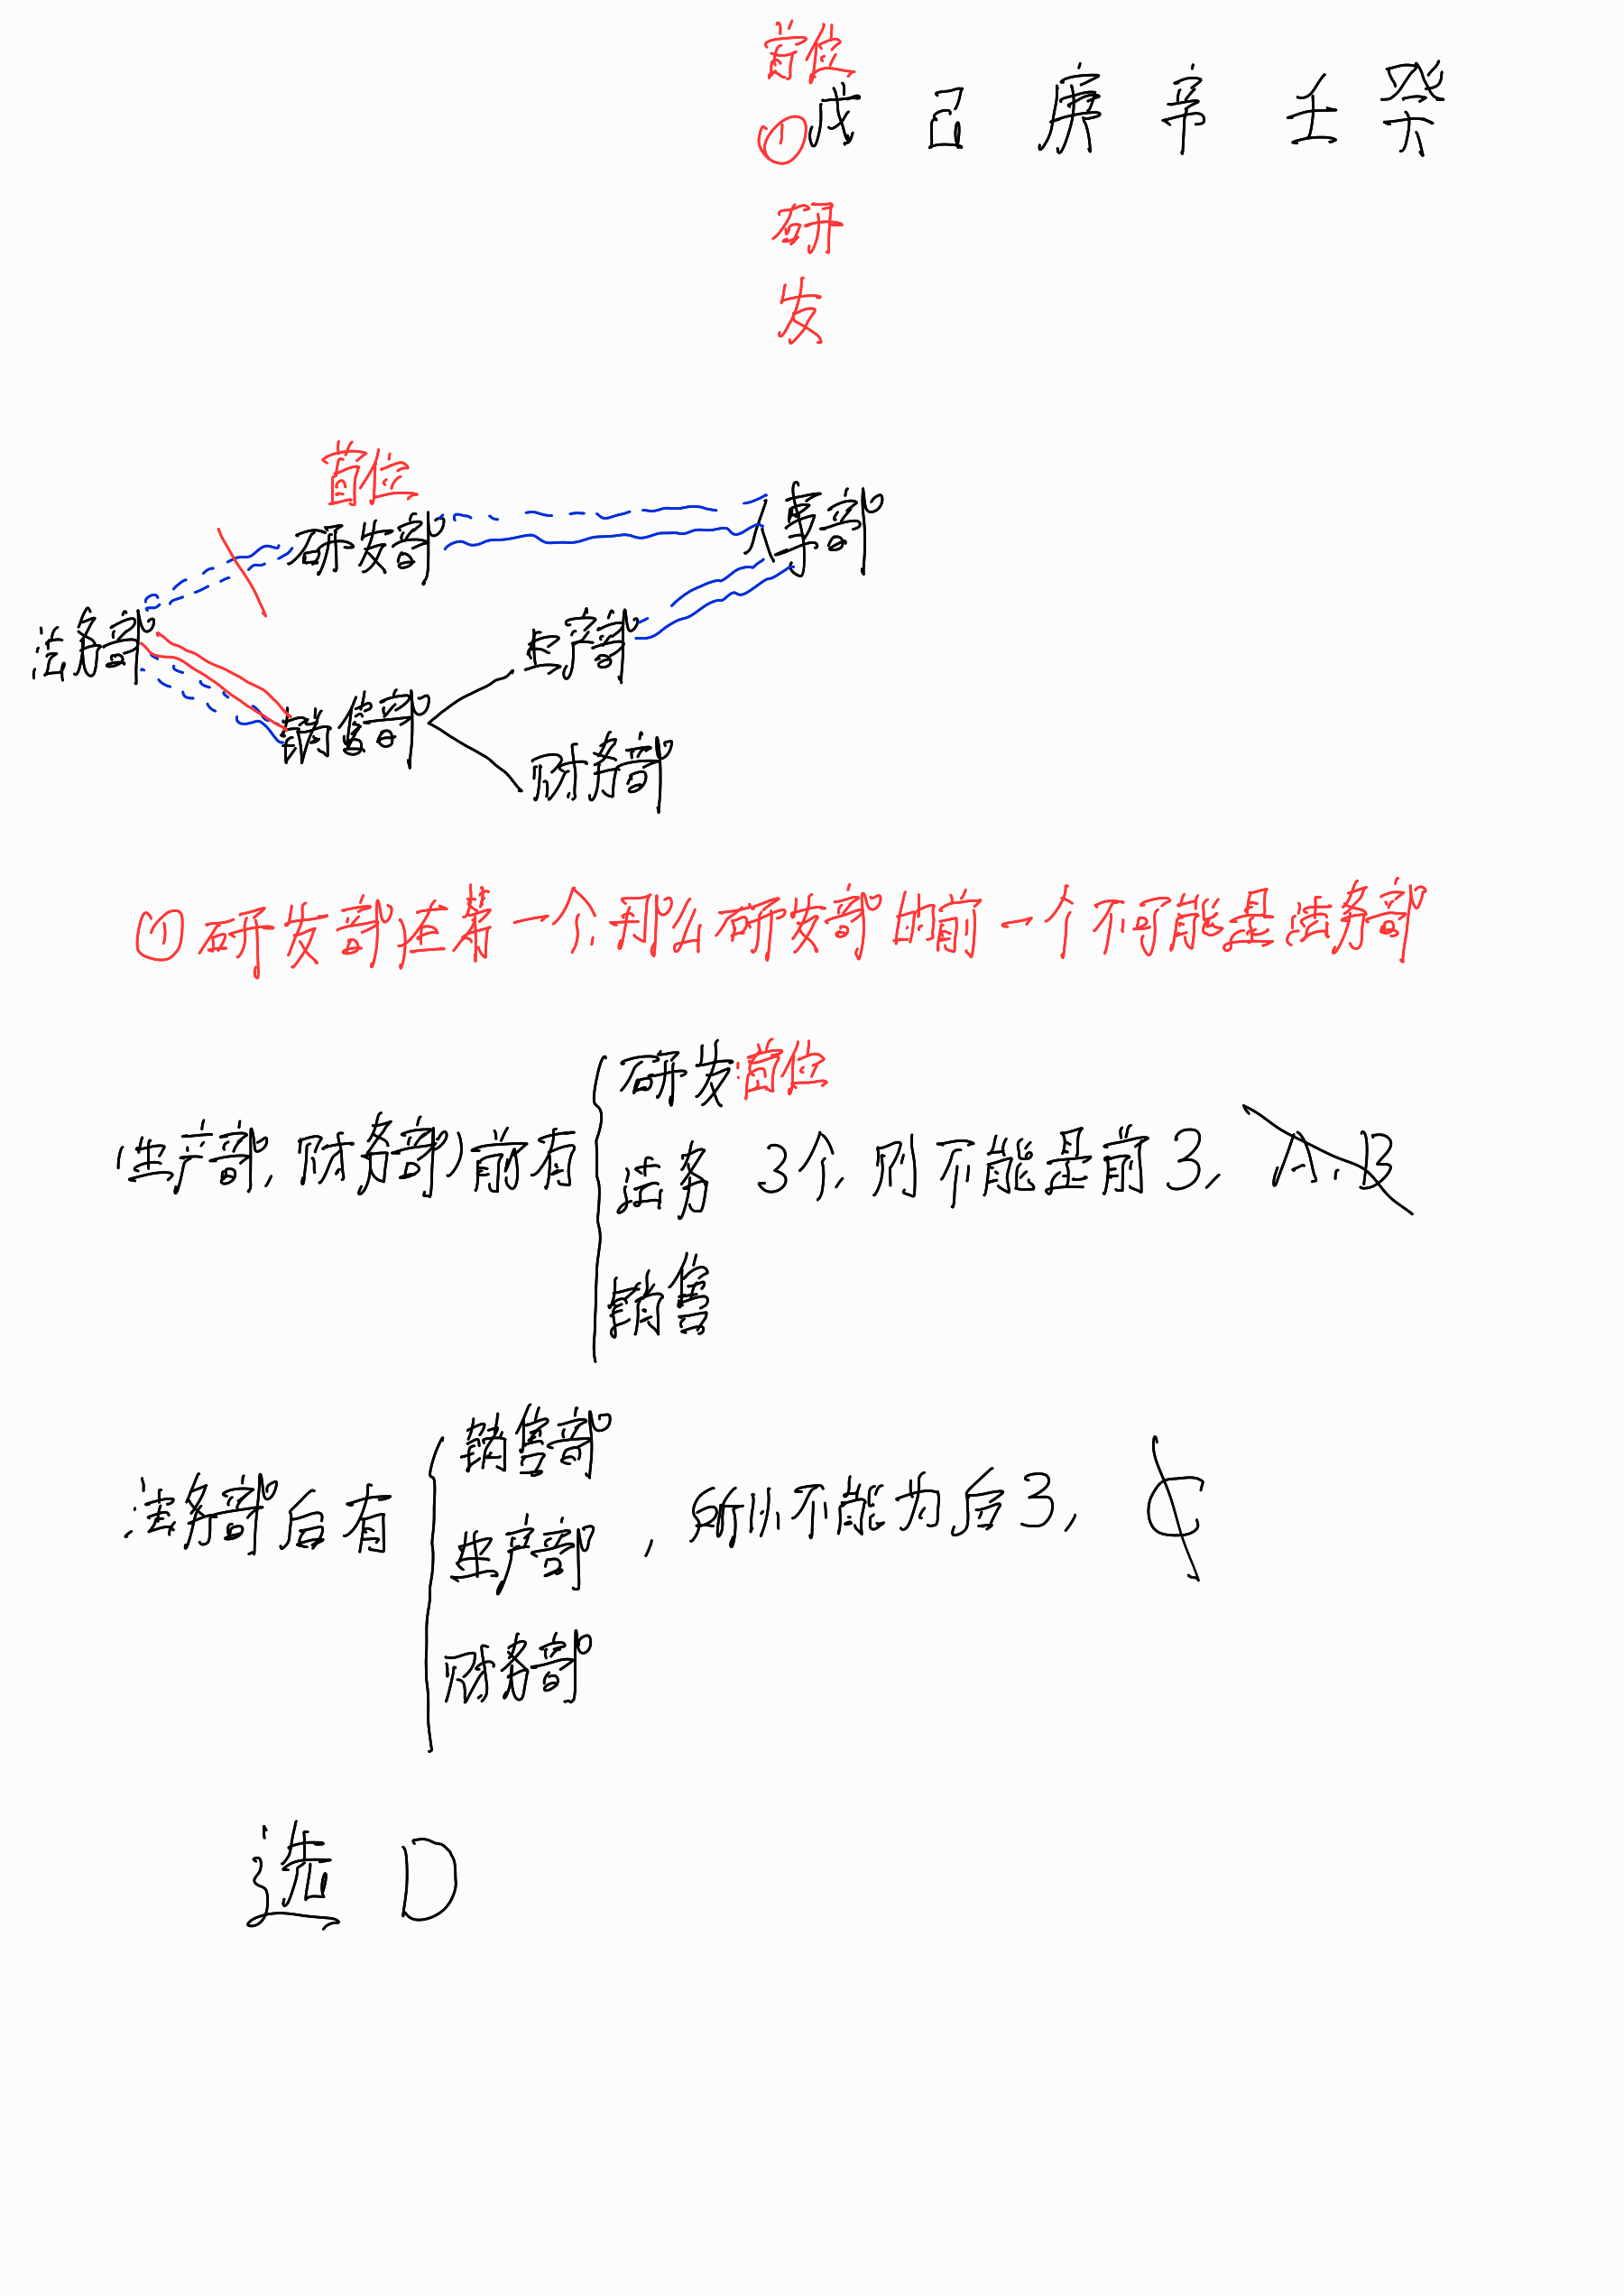 首位
①戊 己 庚 辛 壬 癸
研
发
首位
研发部 人事部
法务部 生产部
销售部
财务部
①研发部在第一个,那么研发部的前一个不可能是法务部
研发:首位
(生产部,财务部)前有 法务 3个,则不能是前3, A.B
销售
销售部
法务部后有 生产部 ,所以不能为后3, C
财务部
选 D